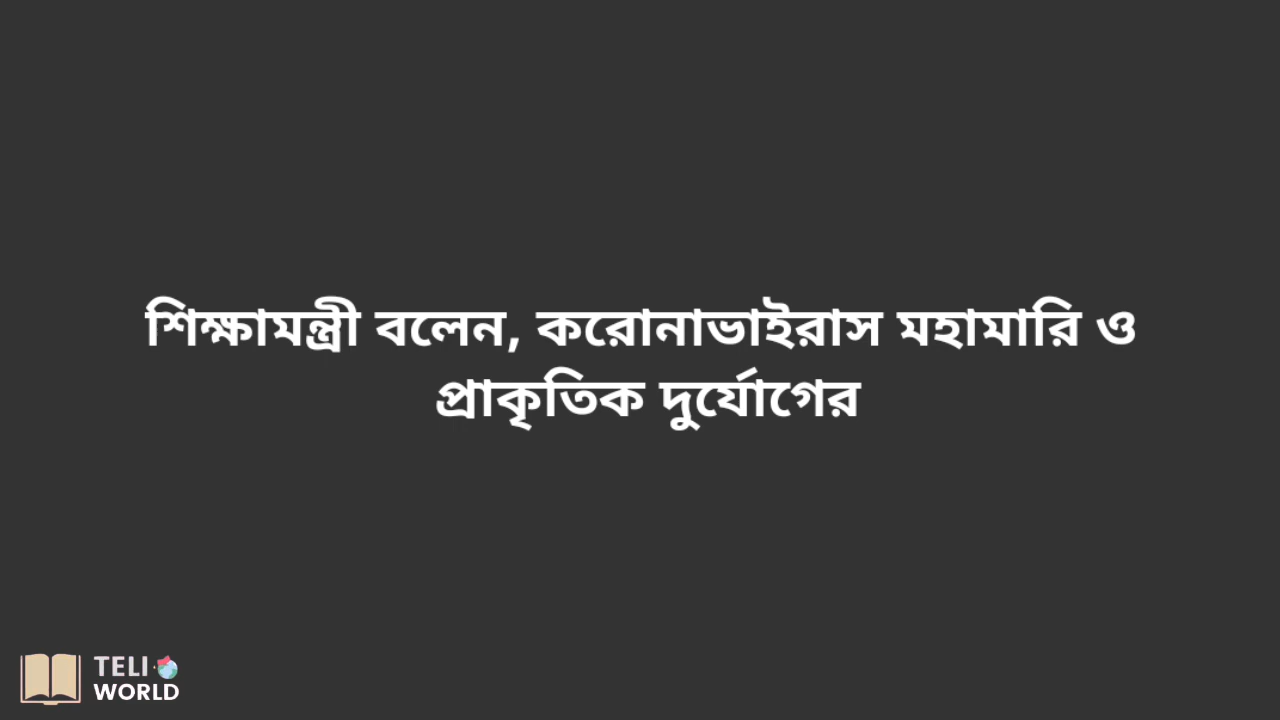 শিক্ষামন্ত্রী বলেন, করোনাভাইরাস মহামারি ও
প্রাকৃতিক দুর্যোগের
TELI
WORLD